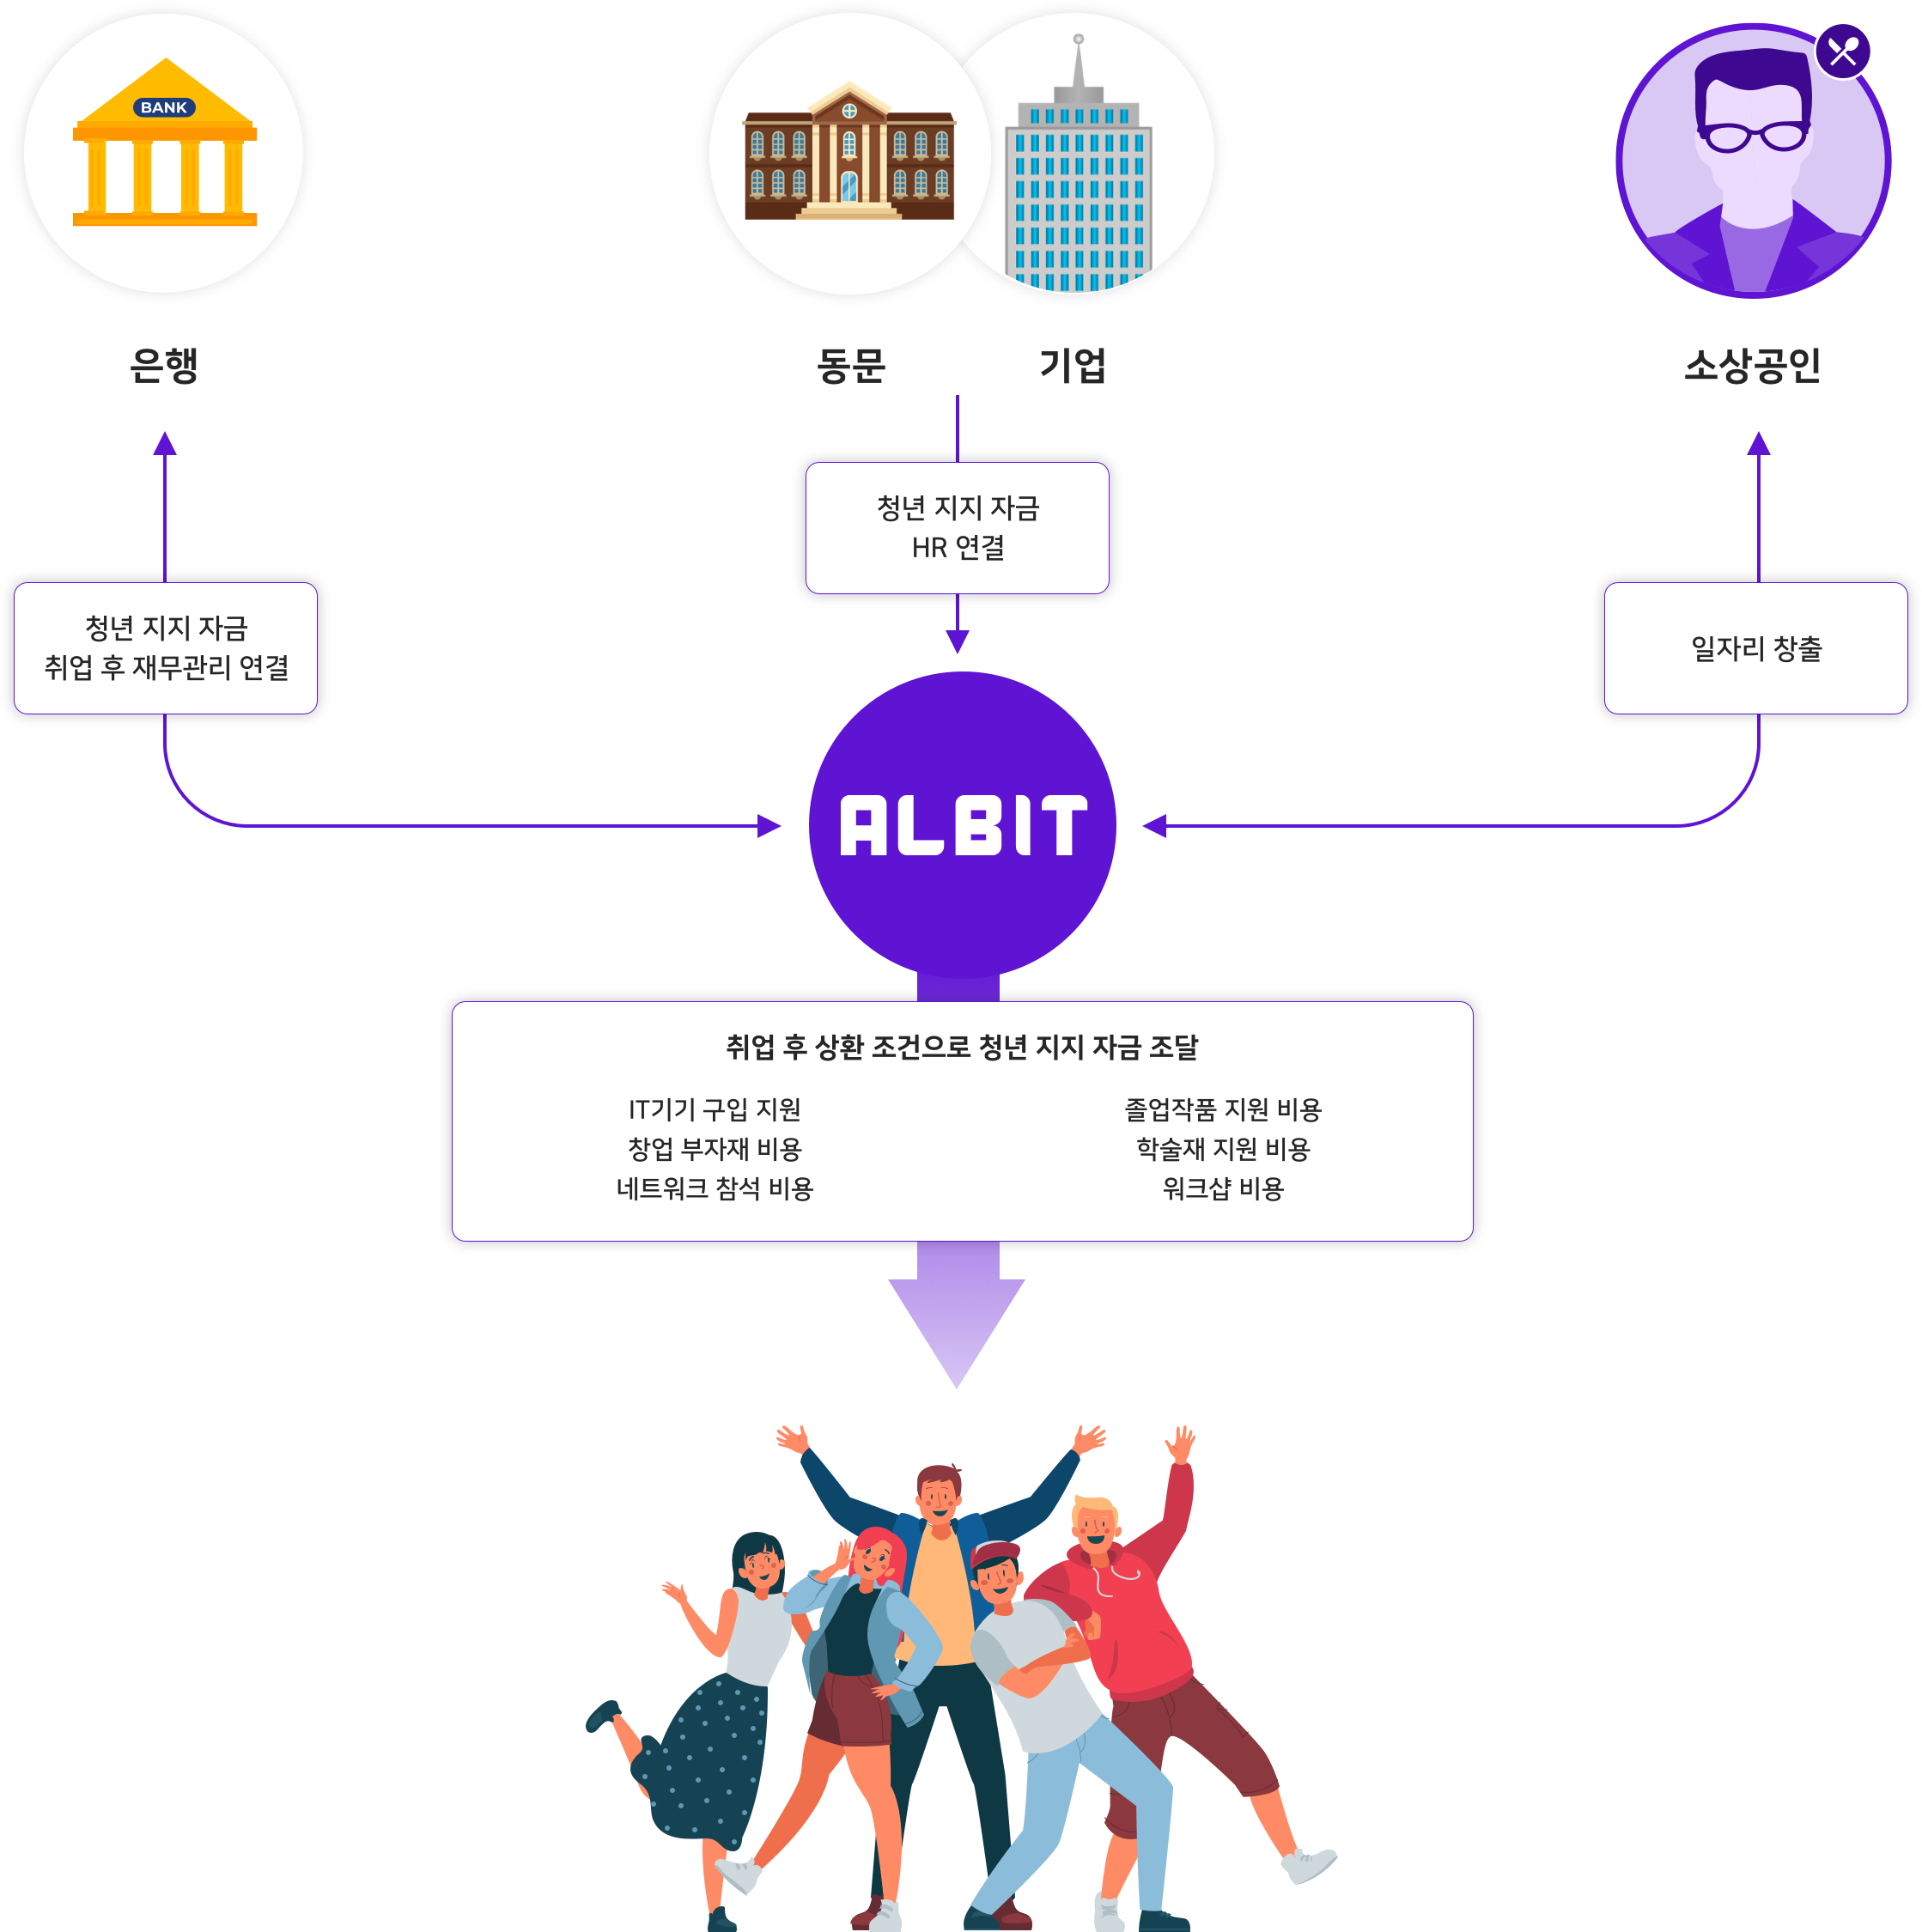 BANK
은행
동문
기업
소상공인
청년 지지 자금
HR 연결
청년 지지 자금
취업 후 재무관리 연결
일자리 창출
ALBIT
취업 후 상환 조건으로 청년 지지 자금 조달
IT기기 구입 지원
창업 부자재 비용
네트워크 참석 비용
졸업작품 지원 비용
학술재 지원 비용
워크샵 비용